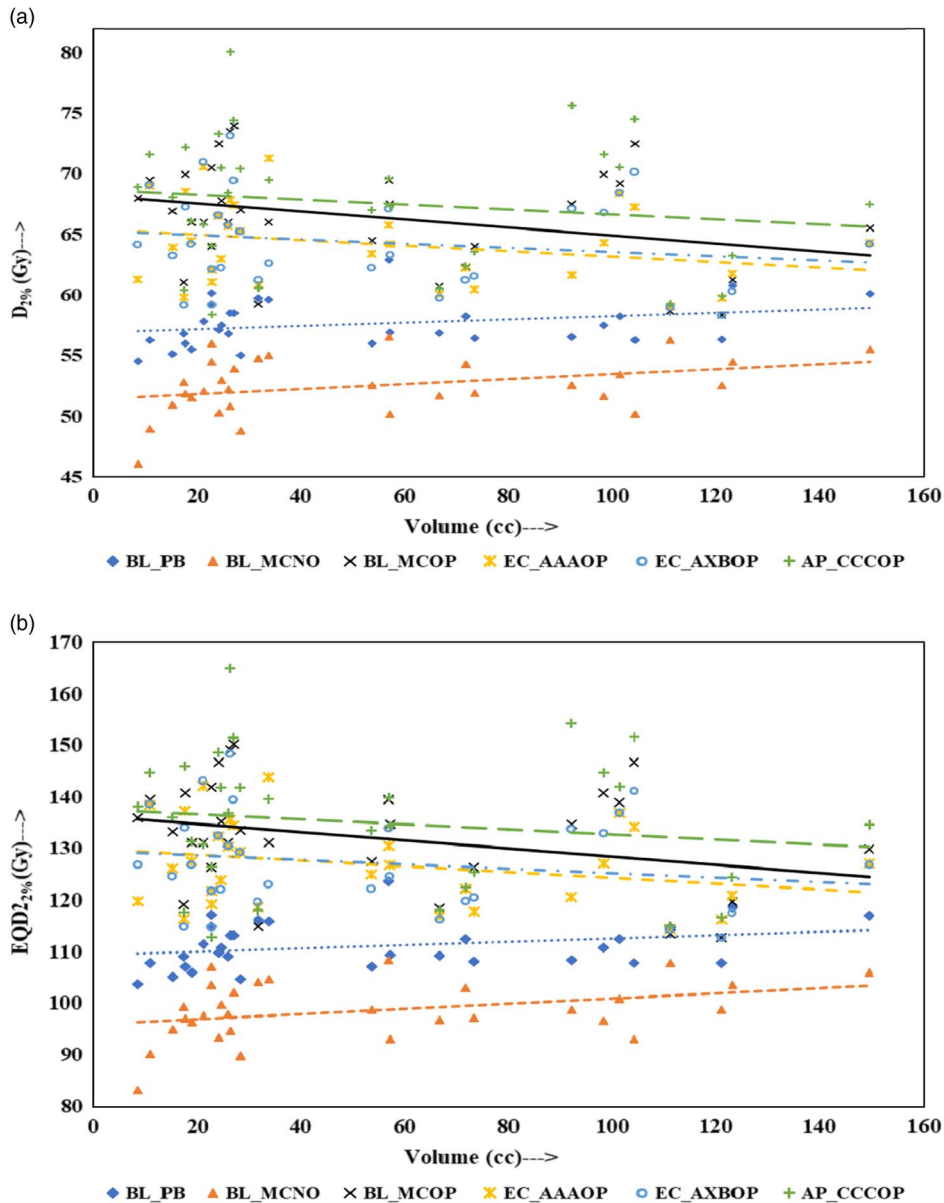 (a)
80
75
70
65
60
55
50
45
D2% (Gy)--->
0 20 40 60 80 100 120 140 160
Volume (cc)--->
BL_PB BL_MCNO BL_MCOP EC_AAAOP EC_AXBOP AP_CCCOP
(b)
170
160
150
140
130
120
110
100
90
80
EQD22% (Gy)--->
0 20 40 60 80 100 120 140 160
Volume (cc)--->
BL_PB BL_MCNO BL_MCOP EC_AAAOP EC_AXBOP AP_CCCOP